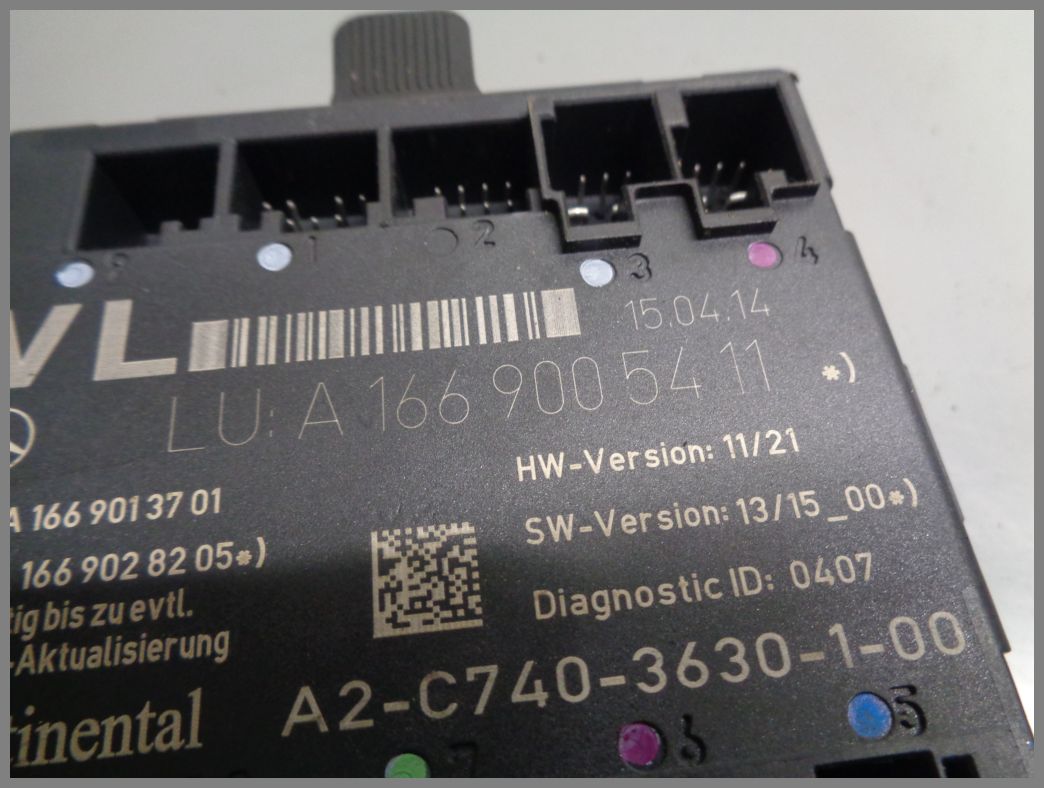 1 2 3 4
VL
15.04.14
LU: A 166 900 54 11 *)
HW-Version: 11/21
A 166 901 37 01
SW-Version: 13/15_00*)
166 902 82 05*)
Diagnostic ID: 0407
tig bis zu evtl.
-Aktualisierung
A2-C740-3630-1-00
tinental
7 6 5